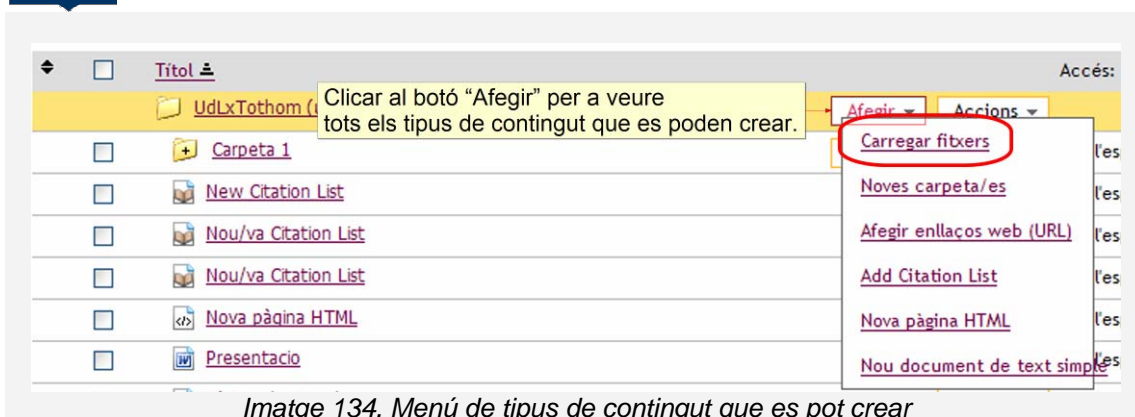 Títol
Accés:
UdLxTothom
Clicar al botó “Afegir” per a veure
tots els tipus de contingut que es poden crear.
Afegir
Accions
Carpeta 1
Carregar fitxers
New Citation List
Noves carpeta/es
Nou/va Citation List
Afegir enllaços web (URL)
Nou/va Citation List
Add Citation List
Nova pàgina HTML
Nova pàgina HTML
Presentacio
Nou document de text simple
Imatge 134. Menú de tipus de contingut que es pot crear